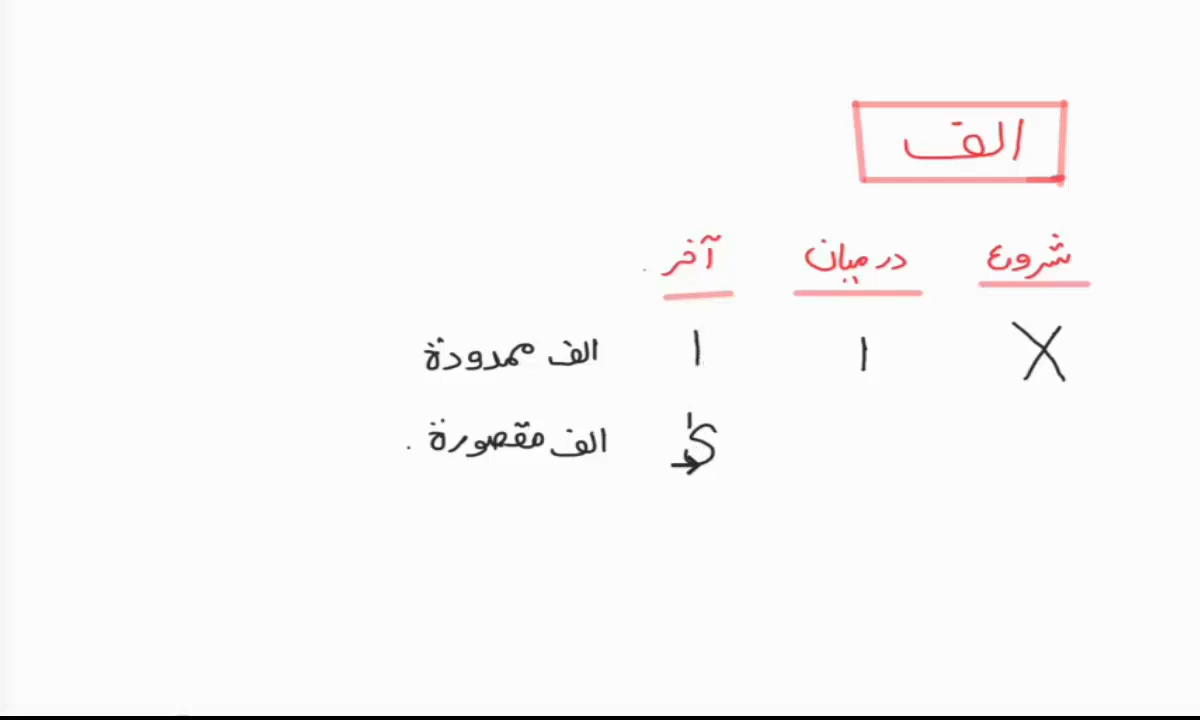 الف
شروع درمیان آخر
X ا ا الف ممدودة
یٰ الف مقصورة